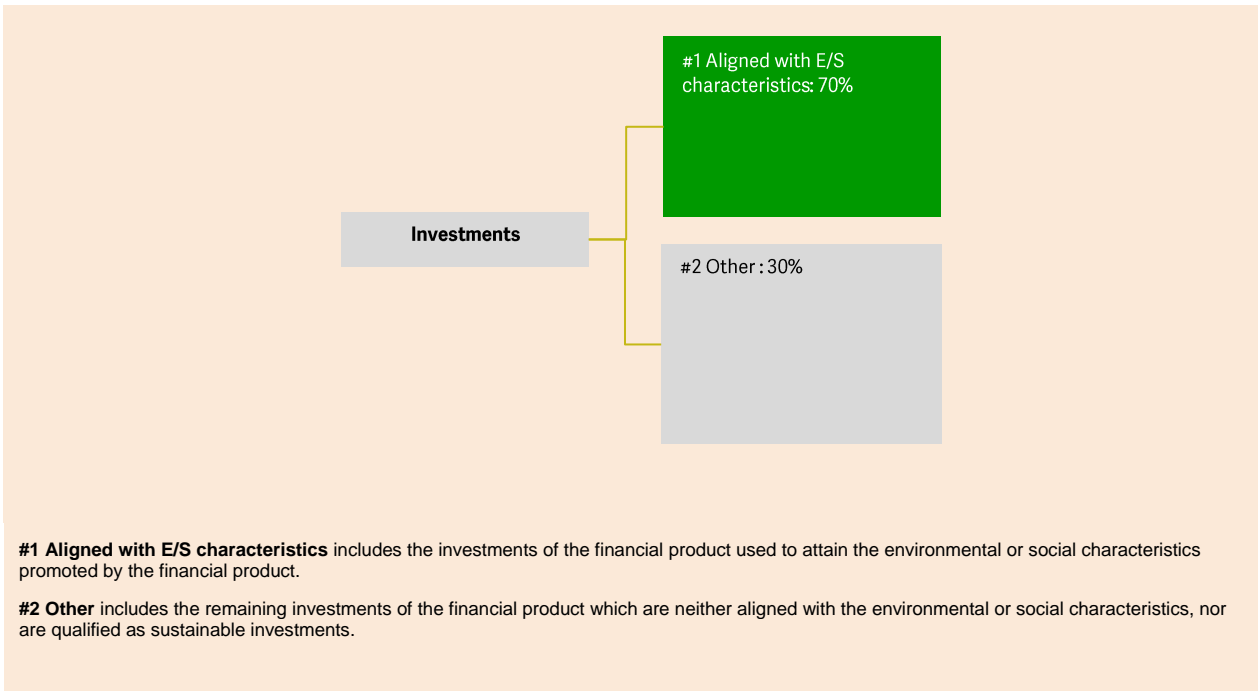 #1 Aligned with E/S
characteristics: 70%
Investments
#2 Other : 30%
#1 Aligned with E/S characteristics includes the investments of the financial product used to attain the environmental or social characteristics
promoted by the financial product.
#2 Other includes the remaining investments of the financial product which are neither aligned with the environmental or social characteristics, nor
are qualified as sustainable investments.